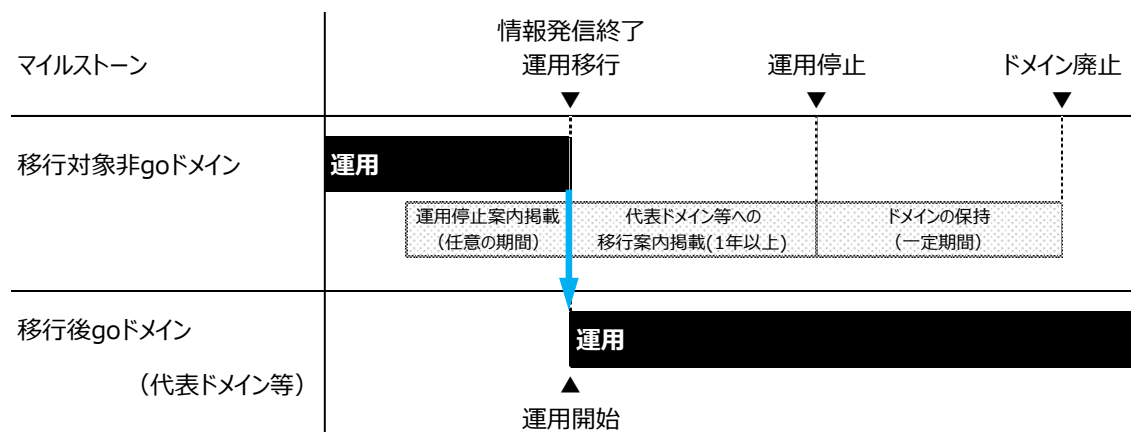 情報発信終了
マイルストーン 運用移行 運用停止 ドメイン廃止
▼ ▼ ▼
移行対象非goドメイン 運用
運用停止案内掲載 代表ドメイン等への ドメインの保持
（任意の期間） 移行案内掲載(1年以上) （一定期間）
移行後goドメイン 運用
（代表ドメイン等） ▲
運用開始